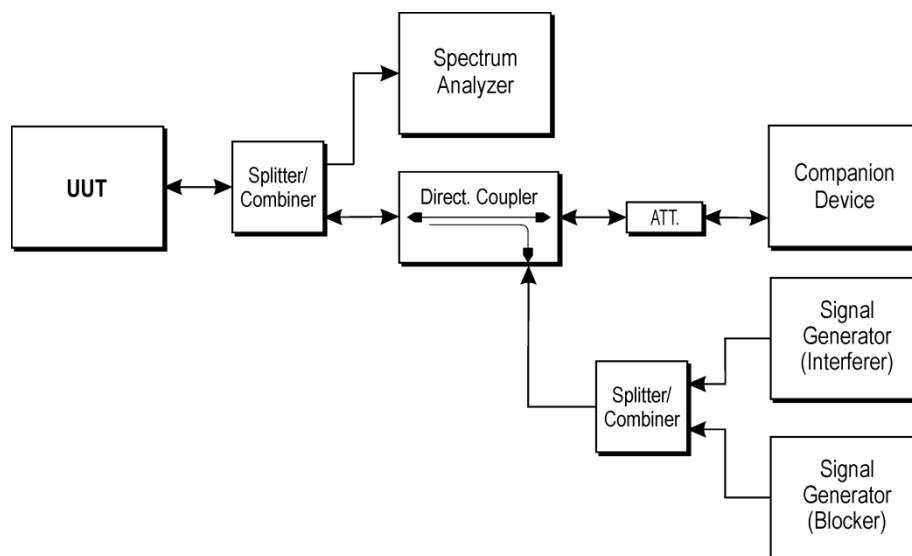 Spectrum
Analyzer
UUT
Splitter/
Combiner
Direct. Coupler
ATT.
Companion
Device
Signal
Generator
(Interferer)
Splitter/
Combiner
Signal
Generator
(Blocker)